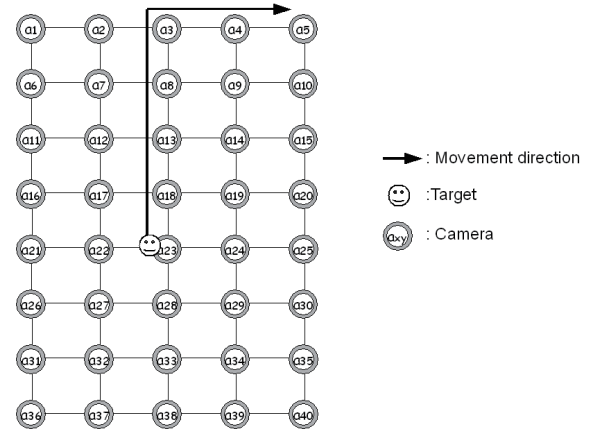 a1 a2 a3 a4 a5
a6 a7 a8 a9 a10
a11 a12 a13 a14 a15
: Movement direction
a16 a17 a18 a19 a20
:Target
axy : Camera
a21 a22 a23 a24 a25
a26 a27 a28 a29 a30
a31 a32 a33 a34 a35
a36 a37 a38 a39 a40